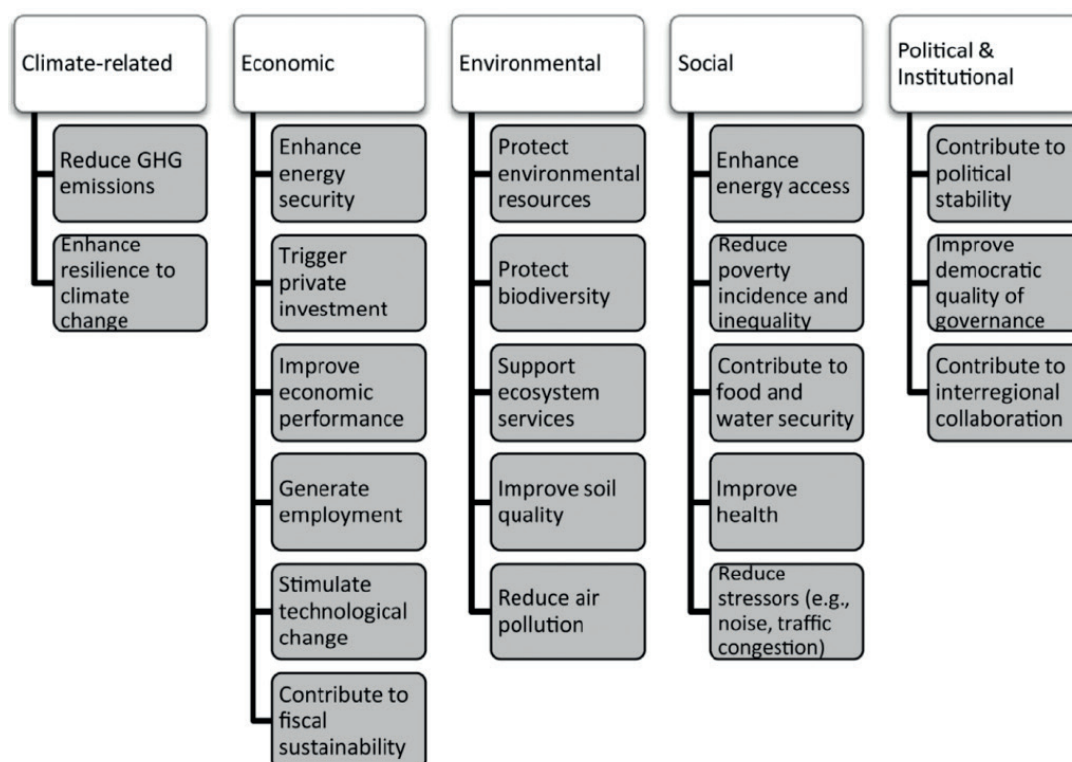 Climate-related
Reduce GHG
emissions
Enhance
resilience to
climate
change
Economic
Enhance
energy
security
Trigger
private
investment
Improve
economic
performance
Generate
employment
Stimulate
technological
change
Contribute to
fiscal
sustainability
Environmental
Protect
environmental
resources
Protect
biodiversity
Support
ecosystem
services
Improve soil
quality
Reduce air
pollution
Social
Enhance
energy access
Reduce
poverty
incidence and
inequality
Contribute to
food and
water security
Improve
health
Reduce
stressors (e.g.,
noise, traffic
congestion)
Political &
Institutional
Contribute to
political
stability
Improve
democratic
quality of
governance
Contribute to
interregional
collaboration